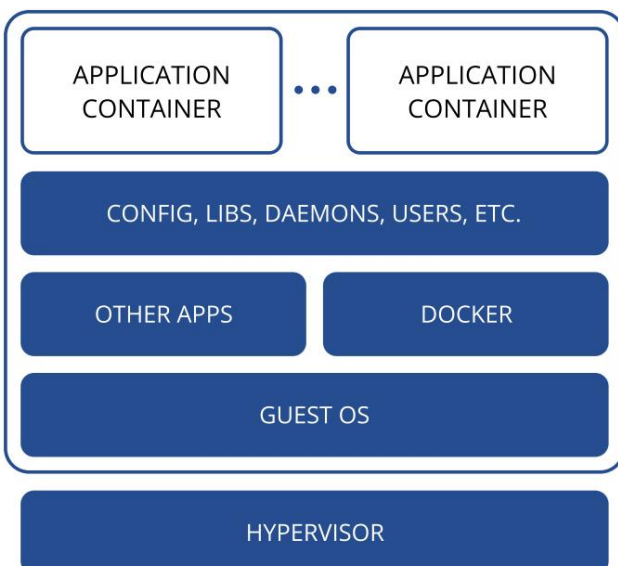 APPLICATION
CONTAINER
APPLICATION
CONTAINER
CONFIG, LIBS, DAEMONS, USERS, ETC.
OTHER APPS
DOCKER
GUEST OS
HYPERVISOR